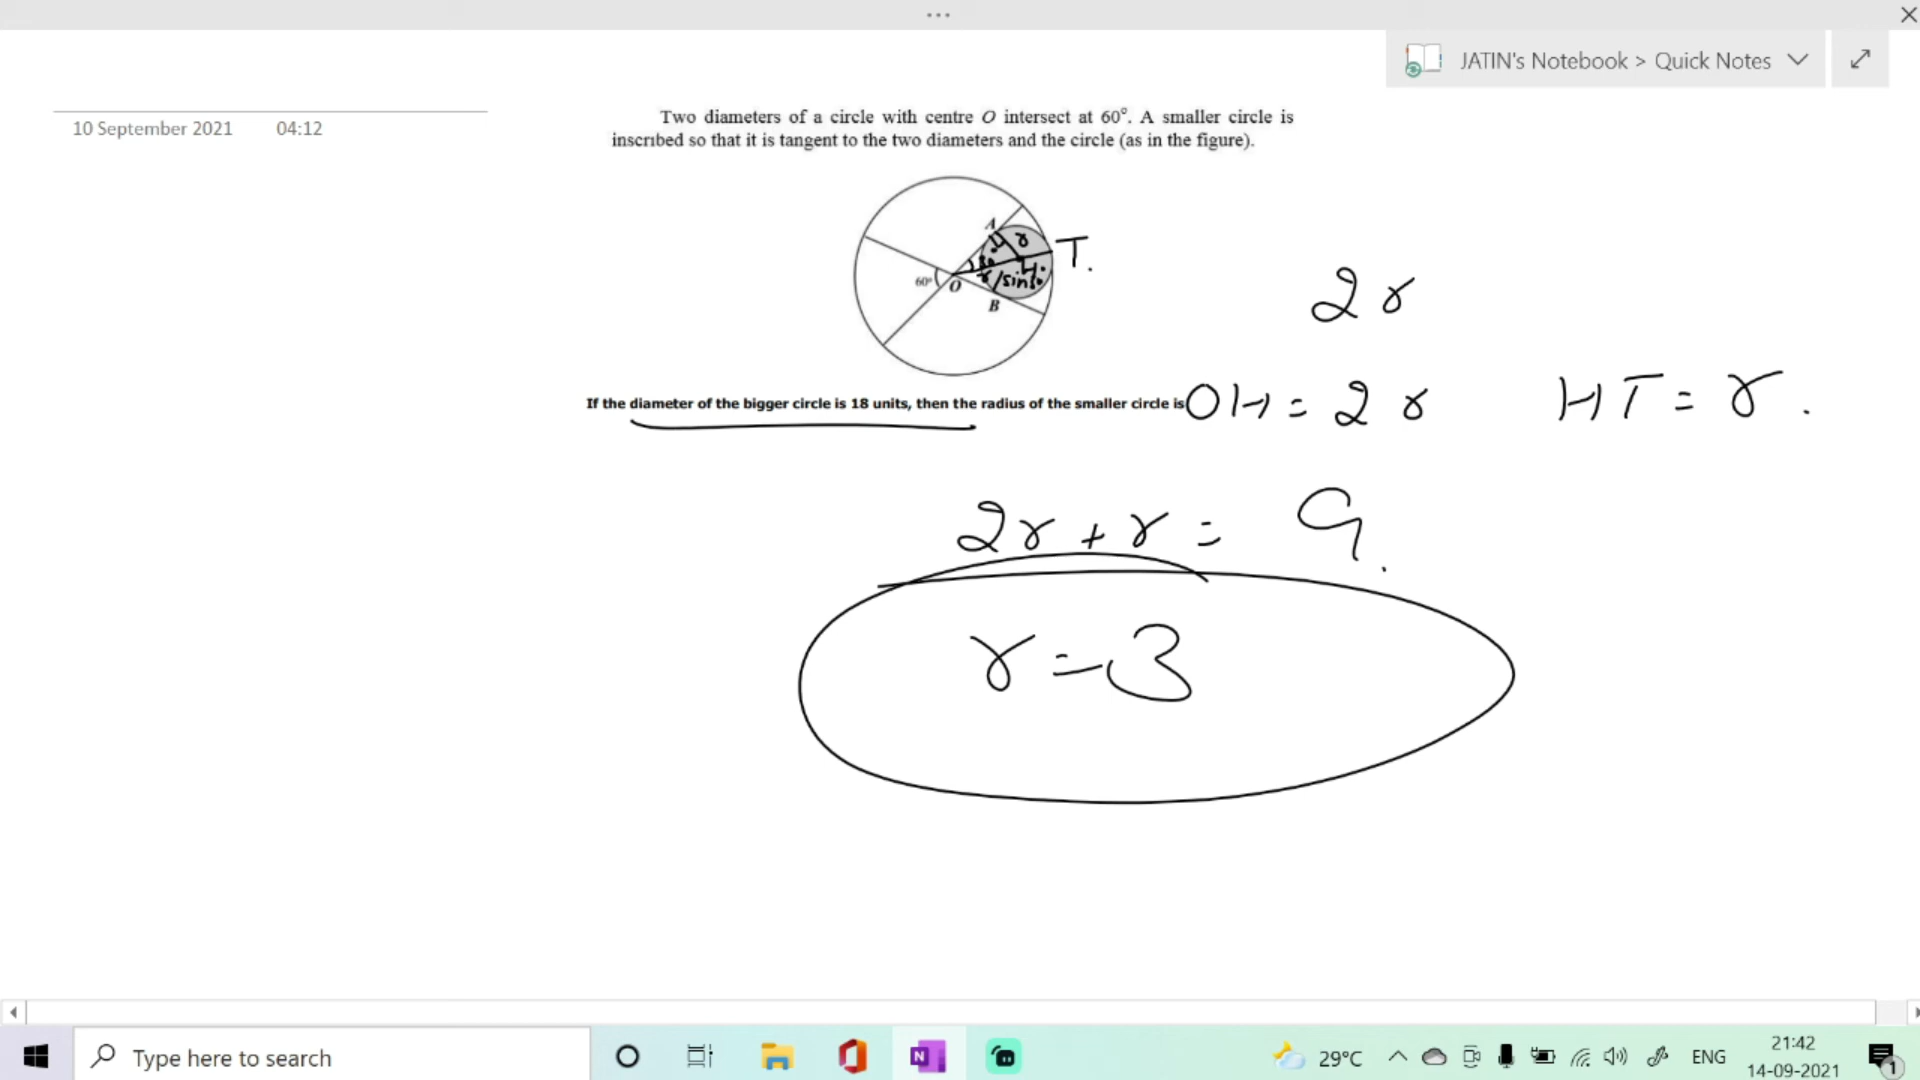 JATIN's Notebook > Quick Notes
10 September 2021 04:12
Two diameters of a circle with centre O intersect at 60°. A smaller circle is
inscribed so that it is tangent to the two diameters and the circle (as in the figure).
A
r
T.
60°
O
r/sin
H
B
2r
If the diameter of the bigger circle is 18 units, then the radius of the smaller circle is
OH = 2r HT = r.
2r + r = 9.
r = 3
Type here to search
N
29°C
ENG
21:42
14-09-2021
1